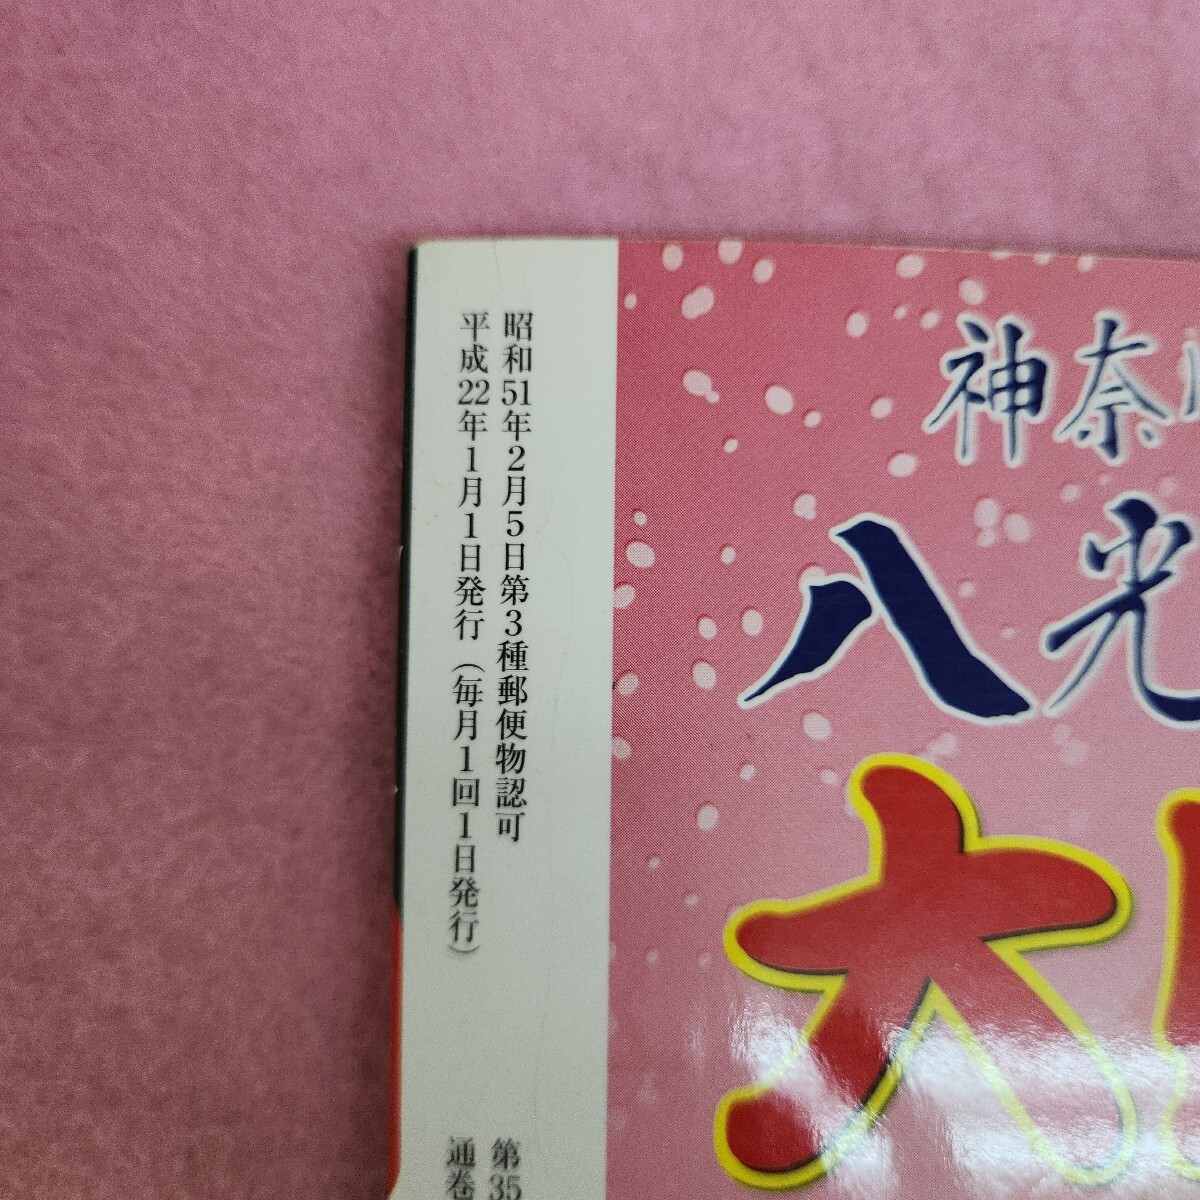 昭和51年2月5日第3種郵便物認可
平成22年1月1日発行（毎月1回1日発行）
第35
通巻
神奈
八光
大